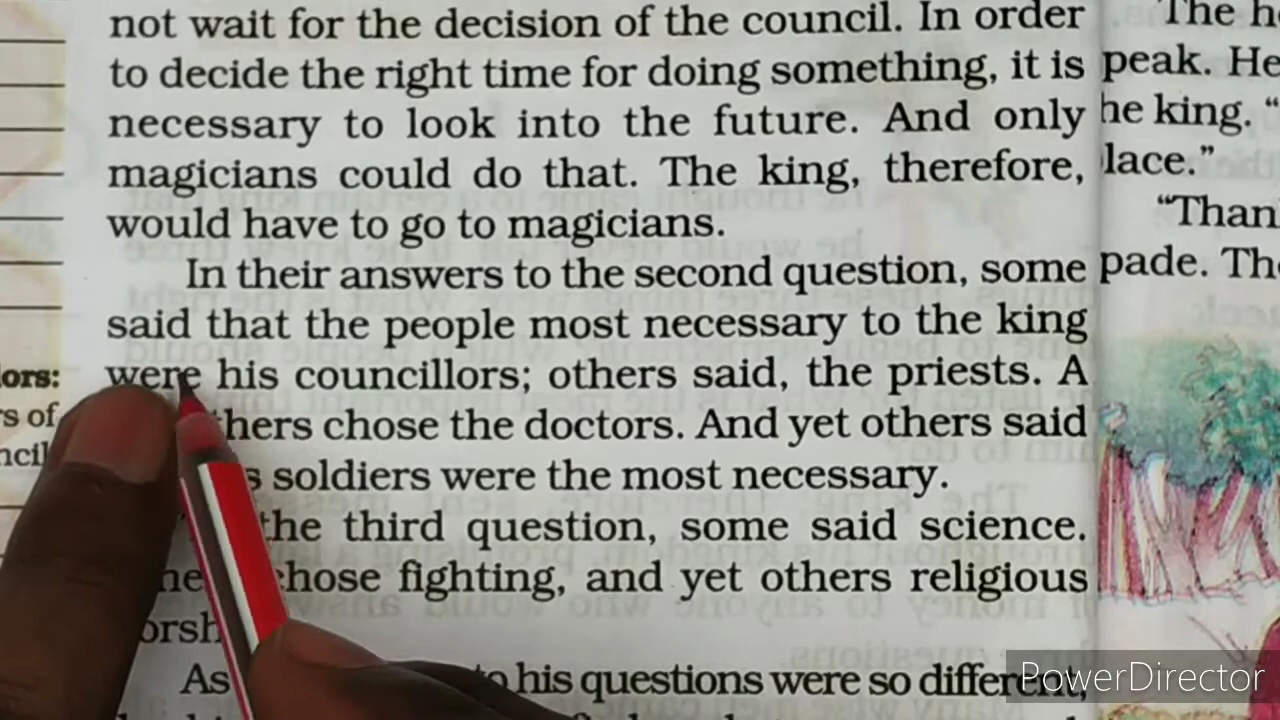 not wait for the decision of the council. In order
to decide the right time for doing something, it is
necessary to look into the future. And only
magicians could do that. The king, therefore,
would have to go to magicians.
In their answers to the second question, some
said that the people most necessary to the king
were his councillors; others said, the priests. A
chose the doctors. And yet others said
soldiers were the most necessary.
the third question, some said science.
chose fighting, and yet others religious
As his questions were so different,
ors:
s of
The
peak. He
he king. “
lace.”
“Than
pade. The
PowerDirector